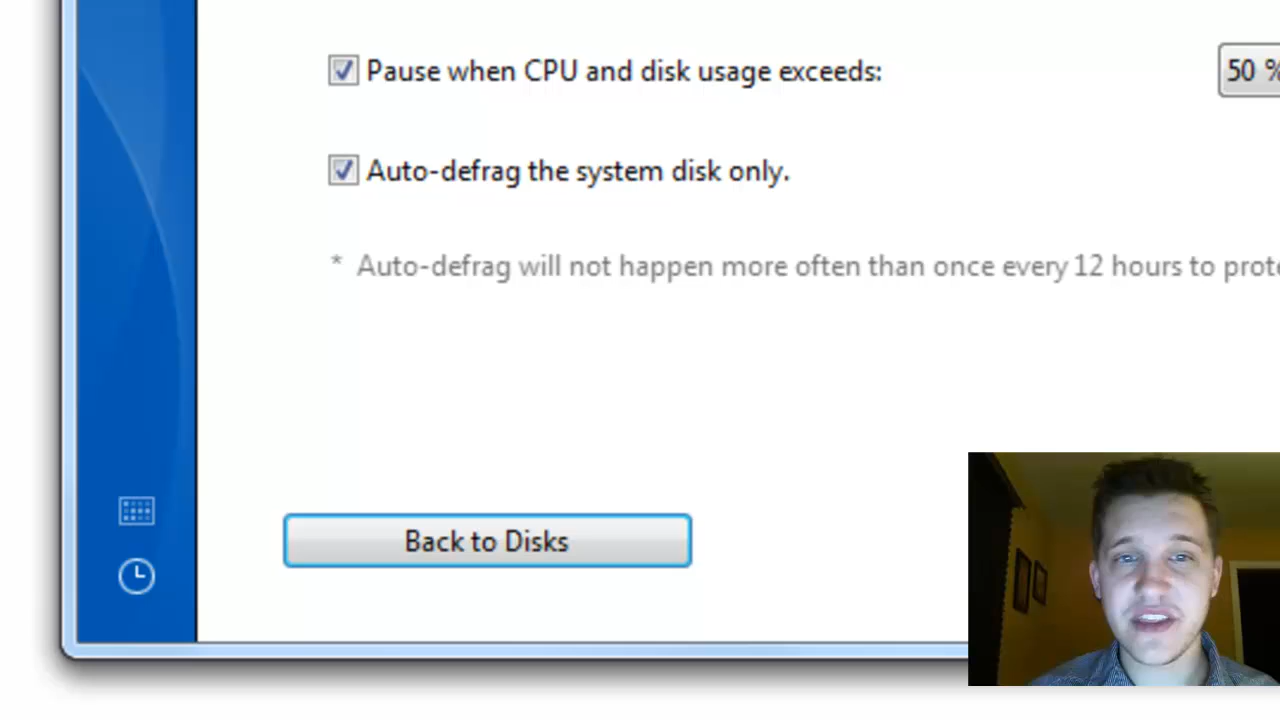 Pause when CPU and disk usage exceeds: 50 %
Auto-defrag the system disk only.
* Auto-defrag will not happen more often than once every 12 hours to
Back to Disks